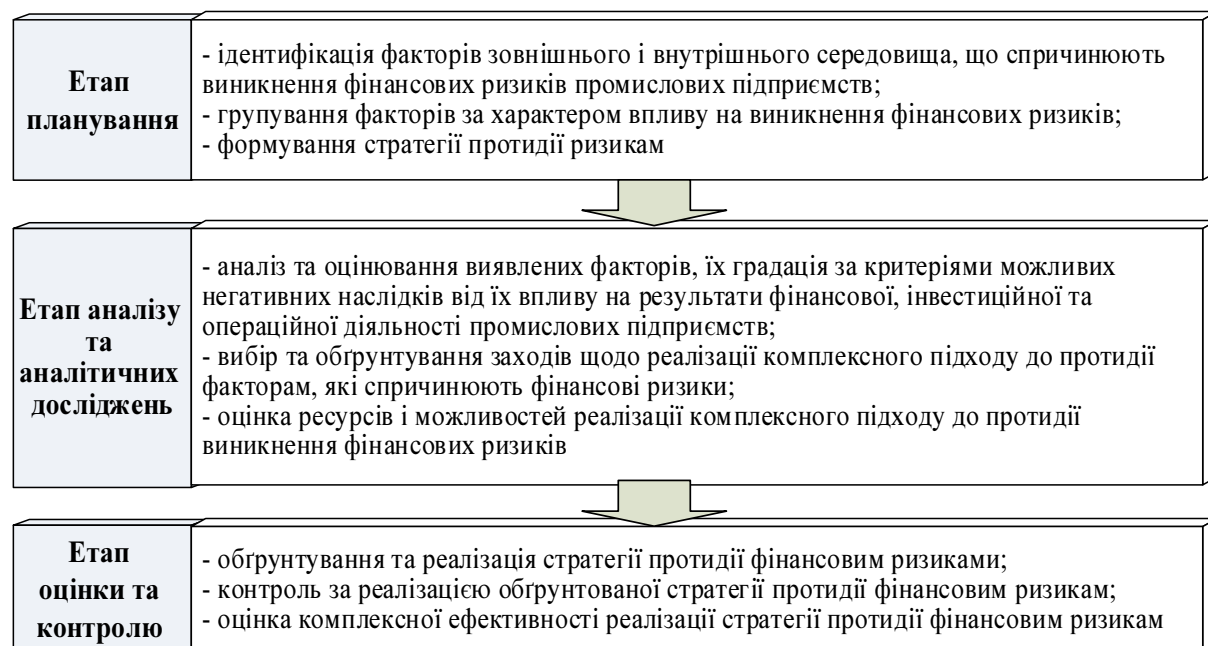 Етап
планування
- ідентифікація факторів зовнішнього і внутрішнього середовища, що спричинюють
виникнення фінансових ризиків промислових підприємств;
- групування факторів за характером впливу на виникнення фінансових ризиків;
- формування стратегії протидії ризикам
Етап аналізу
та
аналітичних
досліджень
- аналіз та оцінювання виявлених факторів, їх градація за критеріями можливих
негативних наслідків від їх впливу на результати фінансової, інвестиційної та
операційної діяльності промислових підприємств;
- вибір та обґрунтування заходів щодо реалізації комплексного підходу до протидії
факторам, які спричинюють фінансові ризики;
- оцінка ресурсів і можливостей реалізації комплексного підходу до протидії
виникнення фінансових ризиків
Етап
оцінки та
контролю
- обґрунтування та реалізація стратегії протидії фінансовим ризиками;
- контроль за реалізацією обґрунтованої стратегії протидії фінансовим ризикам;
- оцінка комплексної ефективності реалізації стратегії протидії фінансовим ризикам